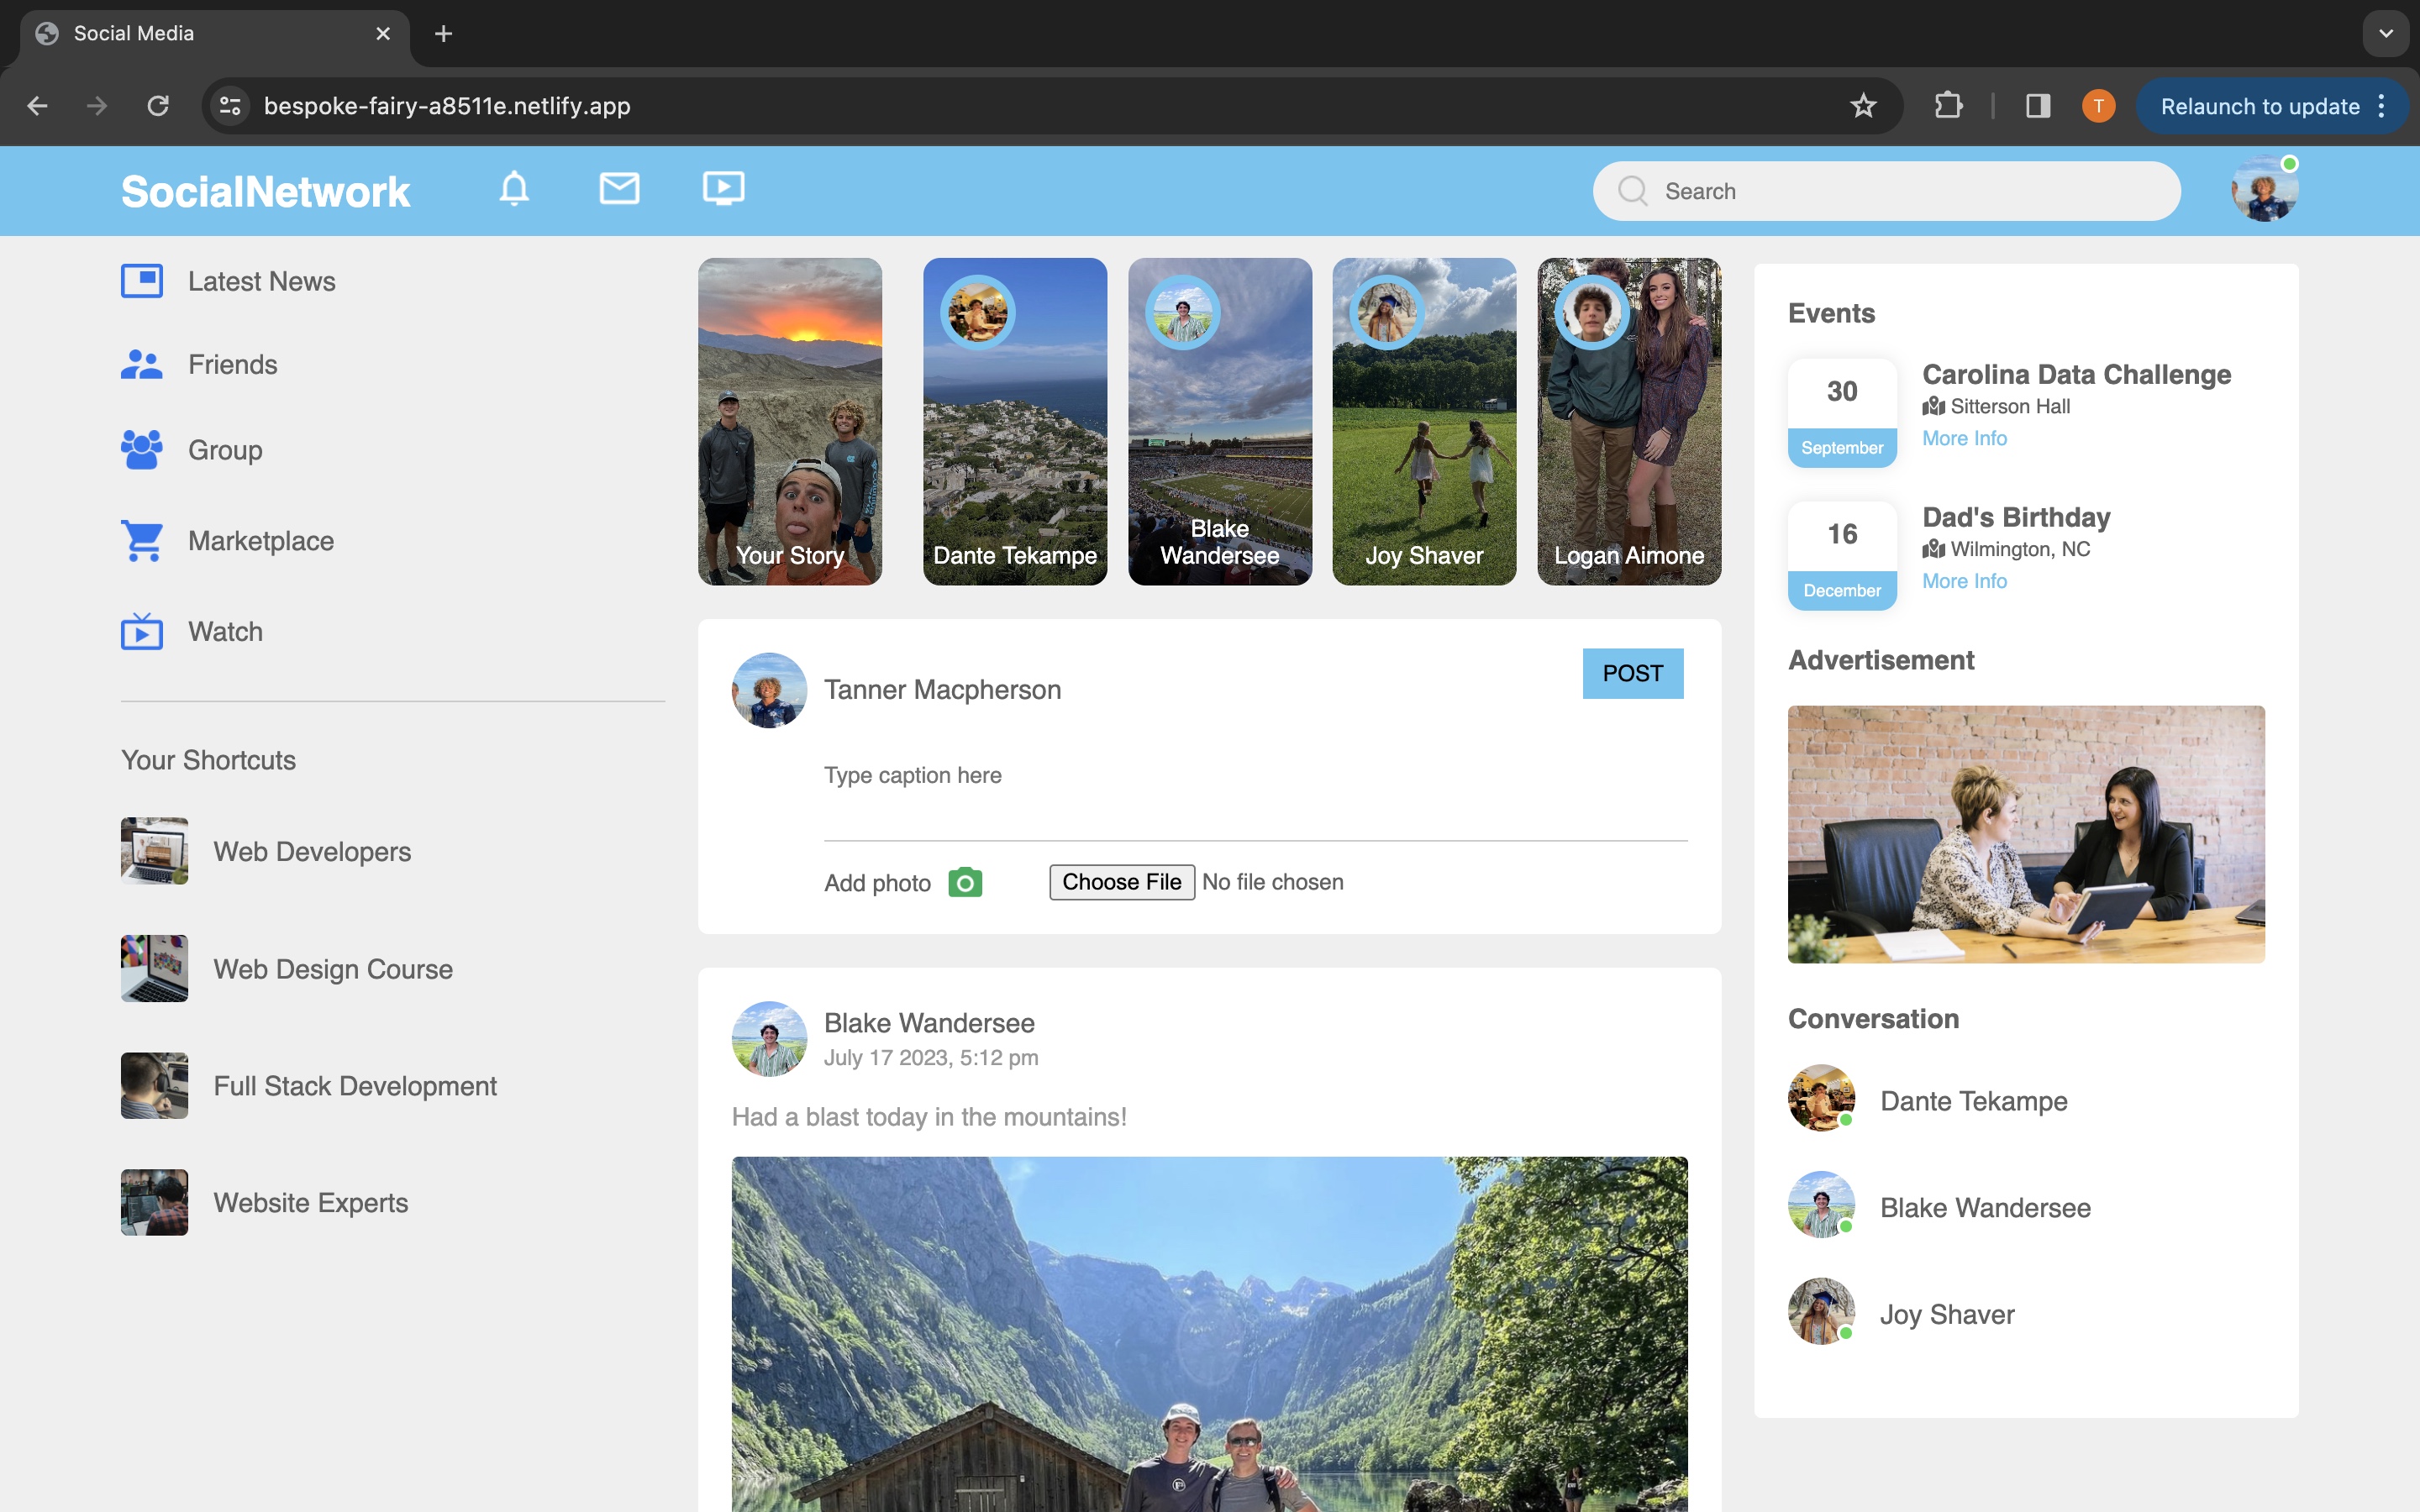 Social Media
bespoke-fairy-a8511e.netlify.app
T
Relaunch to update
SocialNetwork
Search
Latest News
Friends
Group
Marketplace
Watch
Your Shortcuts
Web Developers
Web Design Course
Full Stack Development
Website Experts
Your Story
Dante Tekampe
Blake
Wandersee
Joy Shaver
Logan Aimone
Tanner Macpherson
POST
Type caption here
Add photo
Choose File No file chosen
Blake Wandersee
July 17 2023, 5:12 pm
Had a blast today in the mountains!
Events
30
September
Carolina Data Challenge
Sitterson Hall
More Info
16
December
Dad's Birthday
Wilmington, NC
More Info
Advertisement
Conversation
Dante Tekampe
Blake Wandersee
Joy Shaver